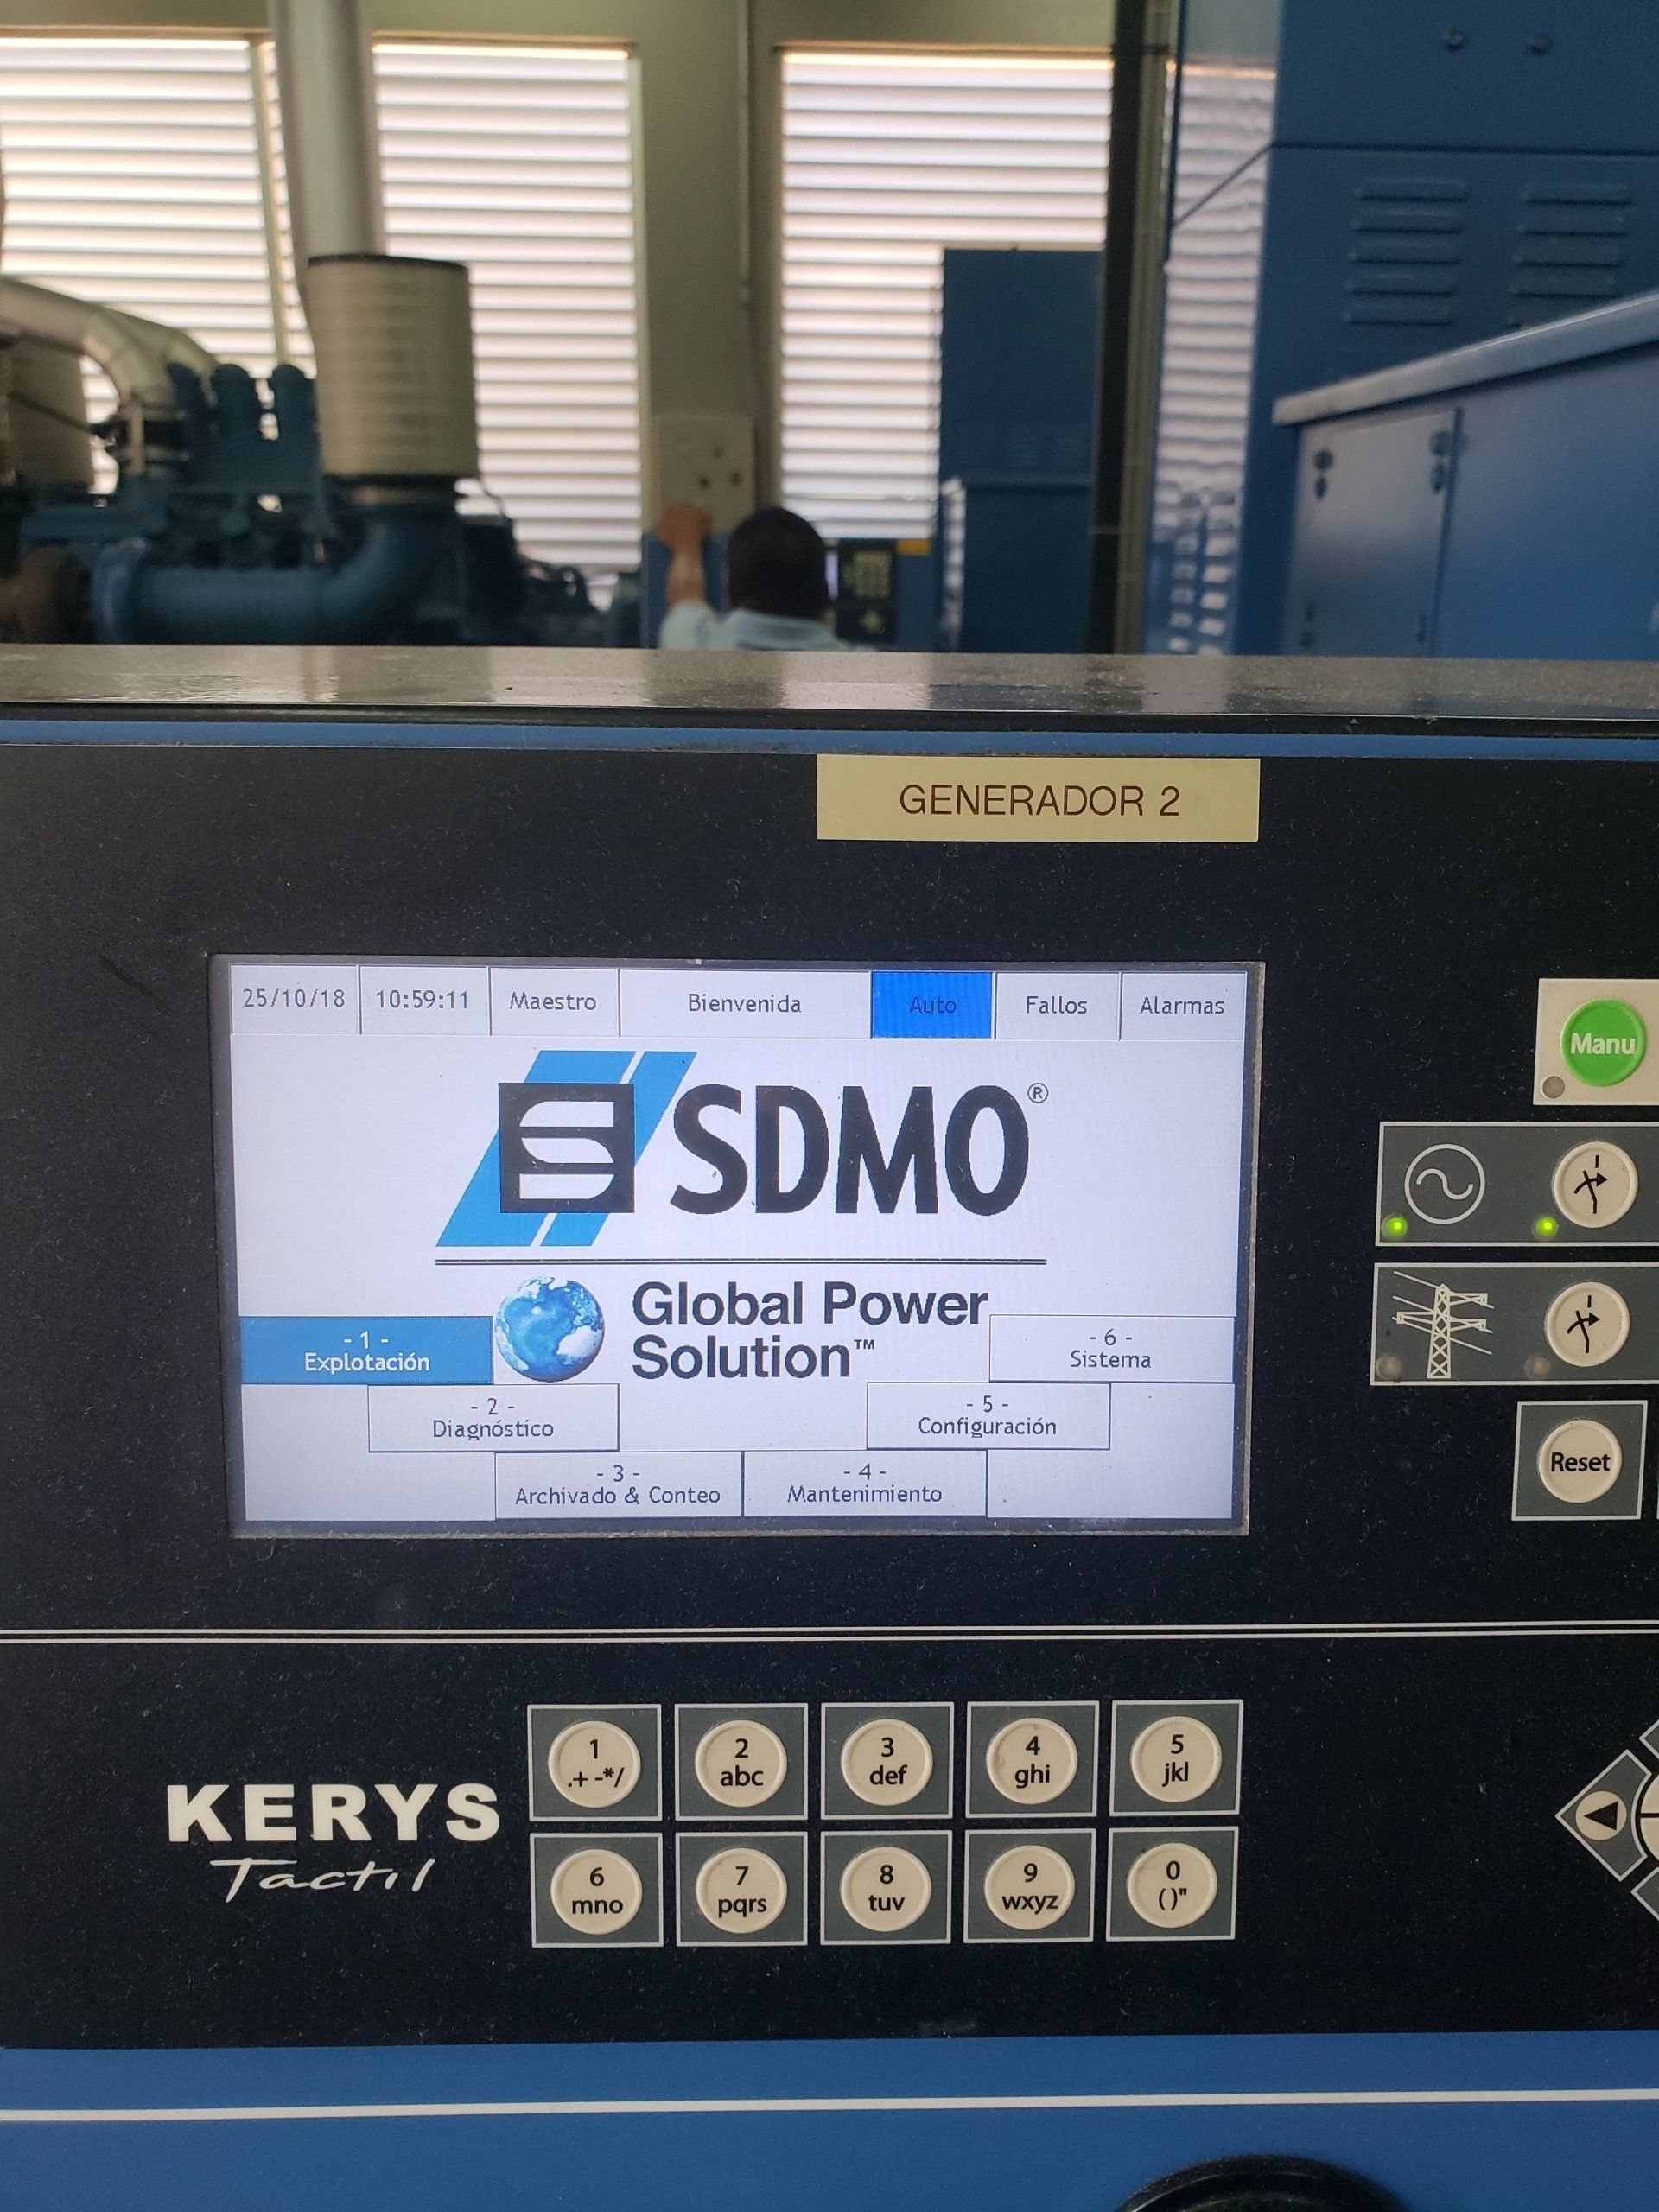 GENERADOR 2
25/10/18 10:59:11 Maestro Bienvenida Auto Fallos Alarmas
SDMO®
Global Power
Solution™
- 1 -
Explotación
- 6 -
Sistema
- 2 -
Diagnóstico
- 5 -
Configuración
- 3 -
Archivado & Conteo
- 4 -
Mantenimiento
Manu
Reset
KERYS
Tactil
1
.+-*/
2
abc
3
def
4
ghi
5
jkl
6
mno
7
pqrs
8
tuv
9
wxyz
0
()"